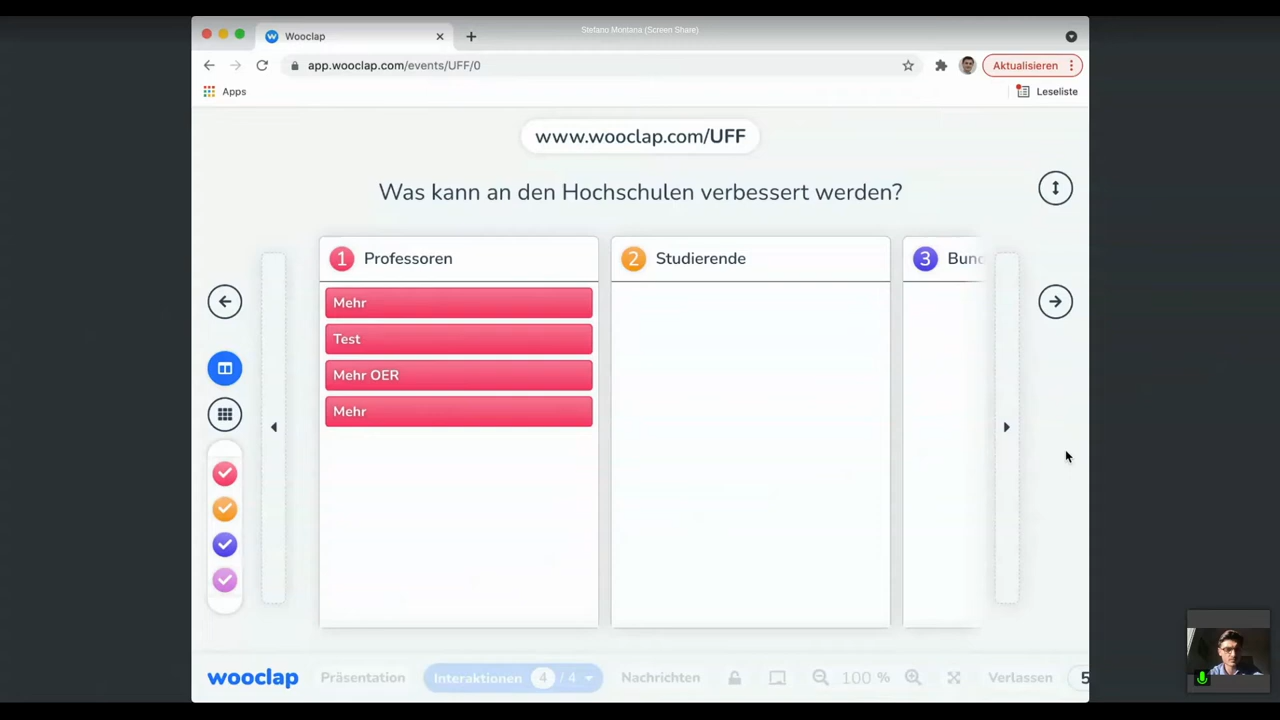 Stefano Montana (Screen Share)
Wooclap
app.wooclap.com/events/UFF/0
Aktualisieren
Apps
Leseliste
www.wooclap.com/UFF
Was kann an den Hochschulen verbessert werden?
1 Professoren
2 Studierende
3 Bund
Mehr
Test
Mehr OER
Mehr
wooclap
Präsentation
Interaktionen 4 / 4
Nachrichten
100 %
Verlassen
5